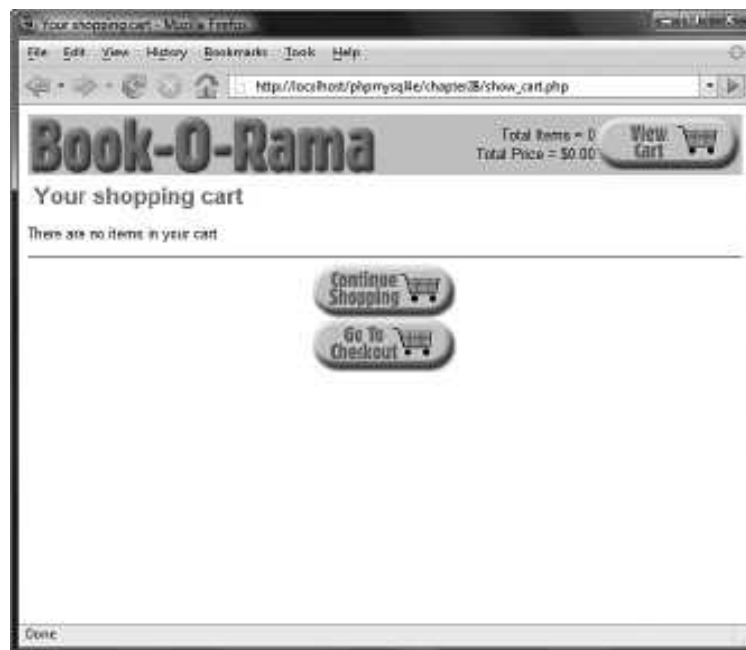 Your shopping cart - Mozilla Firefox
File Edit View History Bookmarks Tools Help
http://localhost/phpmysql4e/chapter28/show_cart.php
Book-O-Rama
Total Items = 0
Total Price = $0.00
View
Cart
Your shopping cart
There are no items in your cart
Continue
Shopping
Go To
Checkout
Done